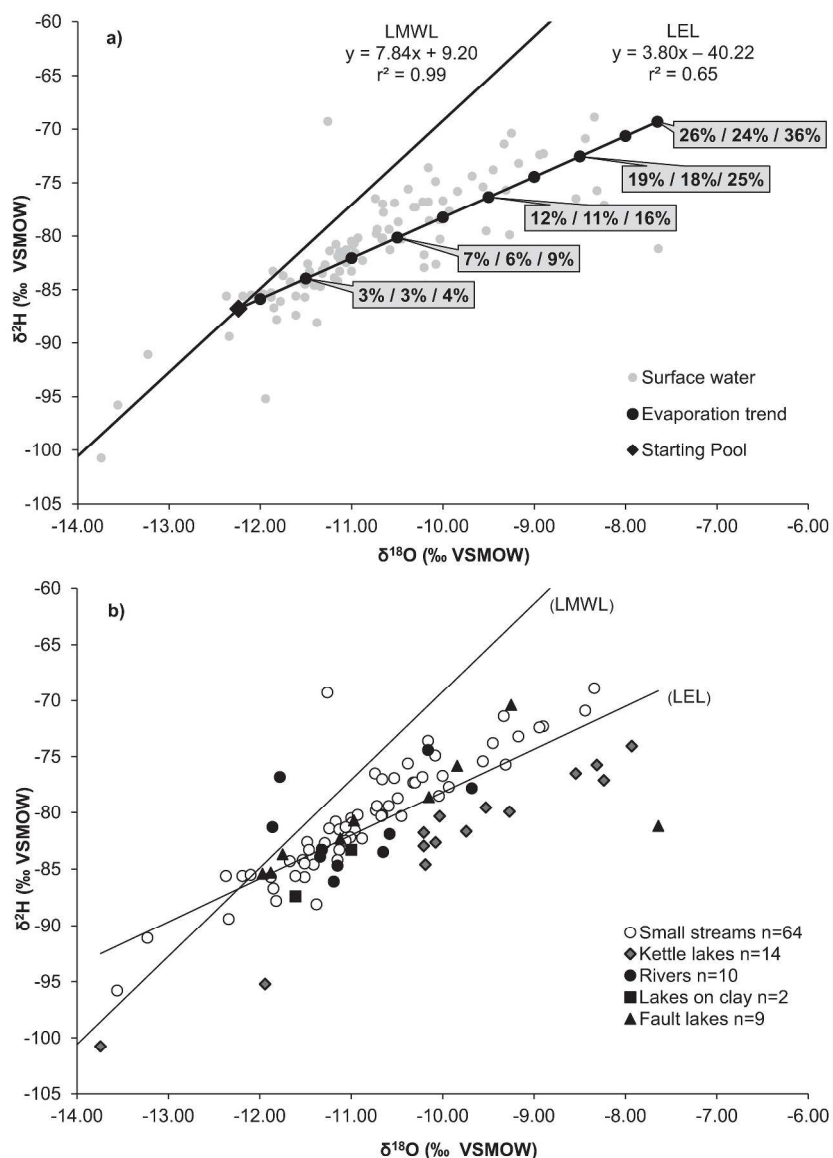 a)
LMWL
y = 7.84x + 9.20
r² = 0.99
LEL
y = 3.80x – 40.22
r² = 0.65
-60
-65
-70
-75
-80
-85
-90
-95
-100
-105
δ²H (‰ VSMOW)
26% / 24% / 36%
19% / 18%/ 25%
12% / 11% / 16%
7% / 6% / 9%
3% / 3% / 4%
Surface water
Evaporation trend
Starting Pool
-14.00 -13.00 -12.00 -11.00 -10.00 -9.00 -8.00 -7.00 -6.00
δ¹⁸O (‰ VSMOW)
b)
(LMWL)
(LEL)
-60
-65
-70
-75
-80
-85
-90
-95
-100
-105
δ²H (‰ VSMOW)
Small streams n=64
Kettle lakes n=14
Rivers n=10
Lakes on clay n=2
Fault lakes n=9
-14.00 -13.00 -12.00 -11.00 -10.00 -9.00 -8.00 -7.00 -6.00
δ¹⁸O (‰ VSMOW)